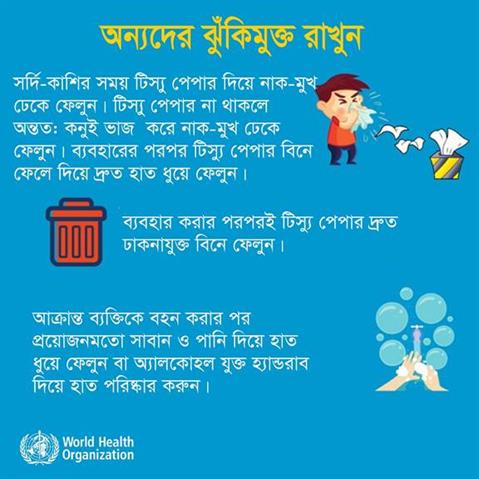 অন্যদের ঝুঁকিমুক্ত রাখুন
সর্দি-কাশির সময় টিস্যু পেপার দিয়ে নাক-মুখ
ঢেকে ফেলুন। টিস্যু পেপার না থাকলে
অন্তত: কনুই ভাজ করে নাক-মুখ ঢেকে
ফেলুন। ব্যবহারের পরপর টিস্যু পেপার বিনে
ফেলে দিয়ে দ্রুত হাত ধুয়ে ফেলুন।
ব্যবহার করার পরপরই টিস্যু পেপার দ্রুত
ঢাকনাযুক্ত বিনে ফেলুন।
আক্রান্ত ব্যক্তিকে বহন করার পর
প্রয়োজনমতো সাবান ও পানি দিয়ে হাত
ধুয়ে ফেলুন বা অ্যালকোহল যুক্ত হ্যান্ডরাব
দিয়ে হাত পরিষ্কার করুন।
World Health
Organization